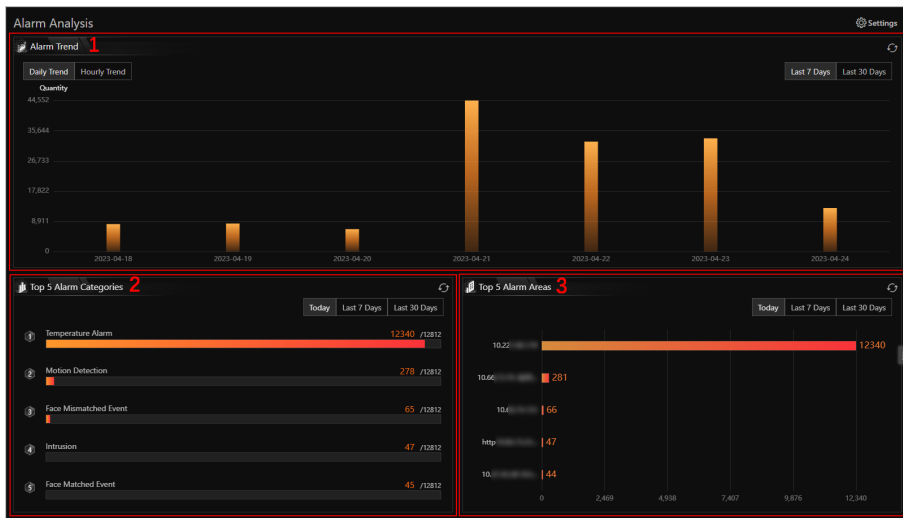 Alarm Analysis
Settings
Alarm Trend 1
Daily Trend Hourly Trend
Last 7 Days Last 30 Days
Quantity
44,552
35,644
26,733
17,822
8,911
0
2023-04-18 2023-04-19 2023-04-20 2023-04-21 2023-04-22 2023-04-23 2023-04-24
Top 5 Alarm Categories 2
Today Last 7 Days Last 30 Days
1 Temperature Alarm 12340 /12812
2 Motion Detection 278 /12812
3 Face Mismatched Event 65 /12812
4 Intrusion 47 /12812
5 Face Matched Event 45 /12812
Top 5 Alarm Areas 3
Today Last 7 Days Last 30 Days
10.22 12340
10.66 281
10.6 66
http 47
10. 44
0 2,469 4,938 7,407 9,876 12,340